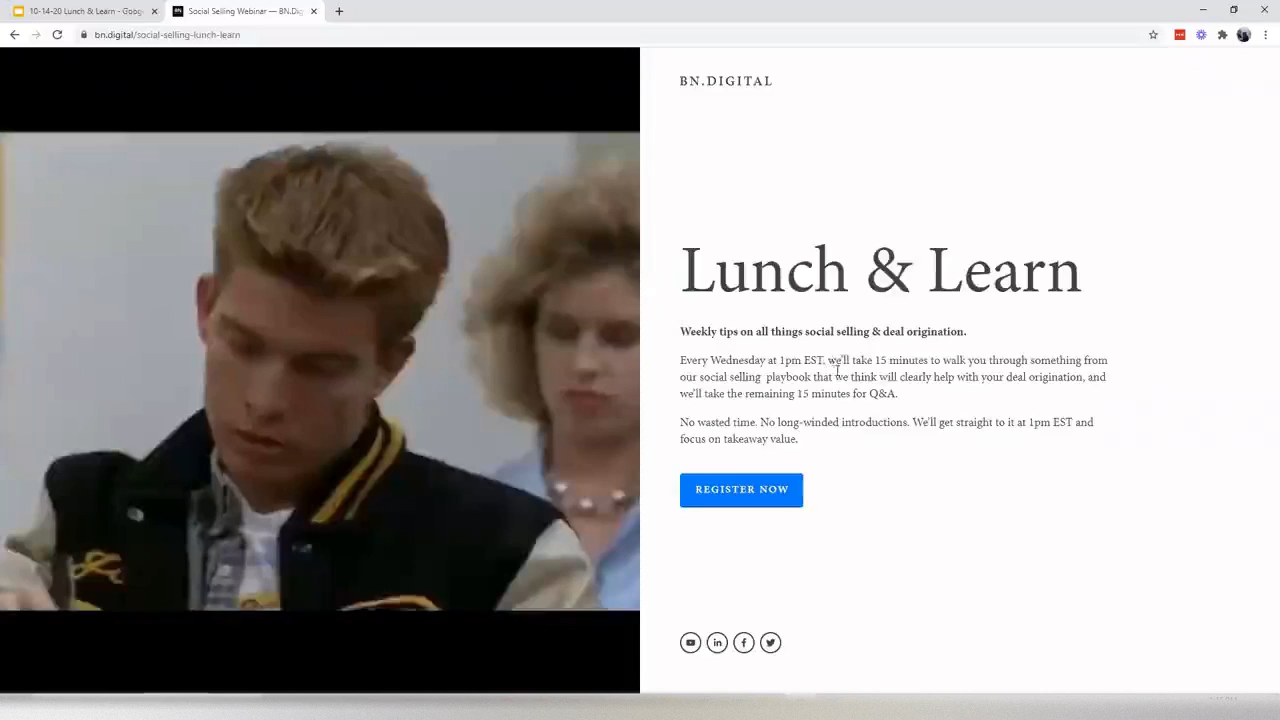 10-14-20 Lunch & Learn - Goog
Social Selling Webinar — BN.Dig
bn.digital/social-selling-lunch-learn
BN.DIGITAL
Lunch & Learn
Weekly tips on all things social selling & deal origination.
Every Wednesday at 1pm EST, we'll take 15 minutes to walk you through something from
our social selling playbook that we think will clearly help with your deal origination, and
we'll take the remaining 15 minutes for Q&A.
No wasted time. No long-winded introductions. We'll get straight to it at 1pm EST and
focus on takeaway value.
REGISTER NOW